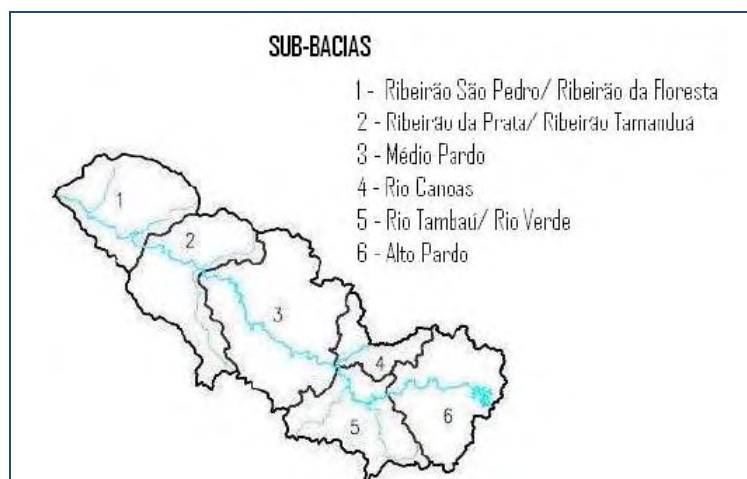 SUB-BACIAS
1 - Ribeirão São Pedro/ Ribeirão da Floresta
2 - Ribeirão da Prata/ Ribeirão Tamanduá
3 - Médio Pardo
4 - Rio Canoas
5 - Rio Tambaú/ Rio Verde
6 - Alto Pardo
1
2
3
4
5
6